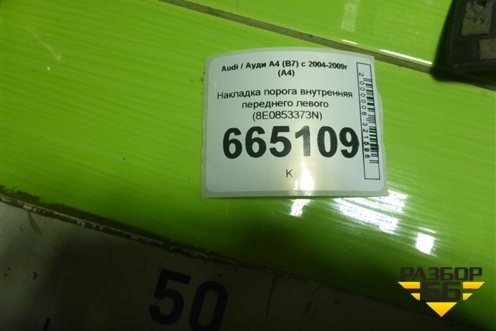 Audi / Ауди А4 (B7) с 2004-2009г
(A4)
Накладка порога внутренняя
переднего левого
(8E0853373N)
665109
К
50
РАЗБОР
66